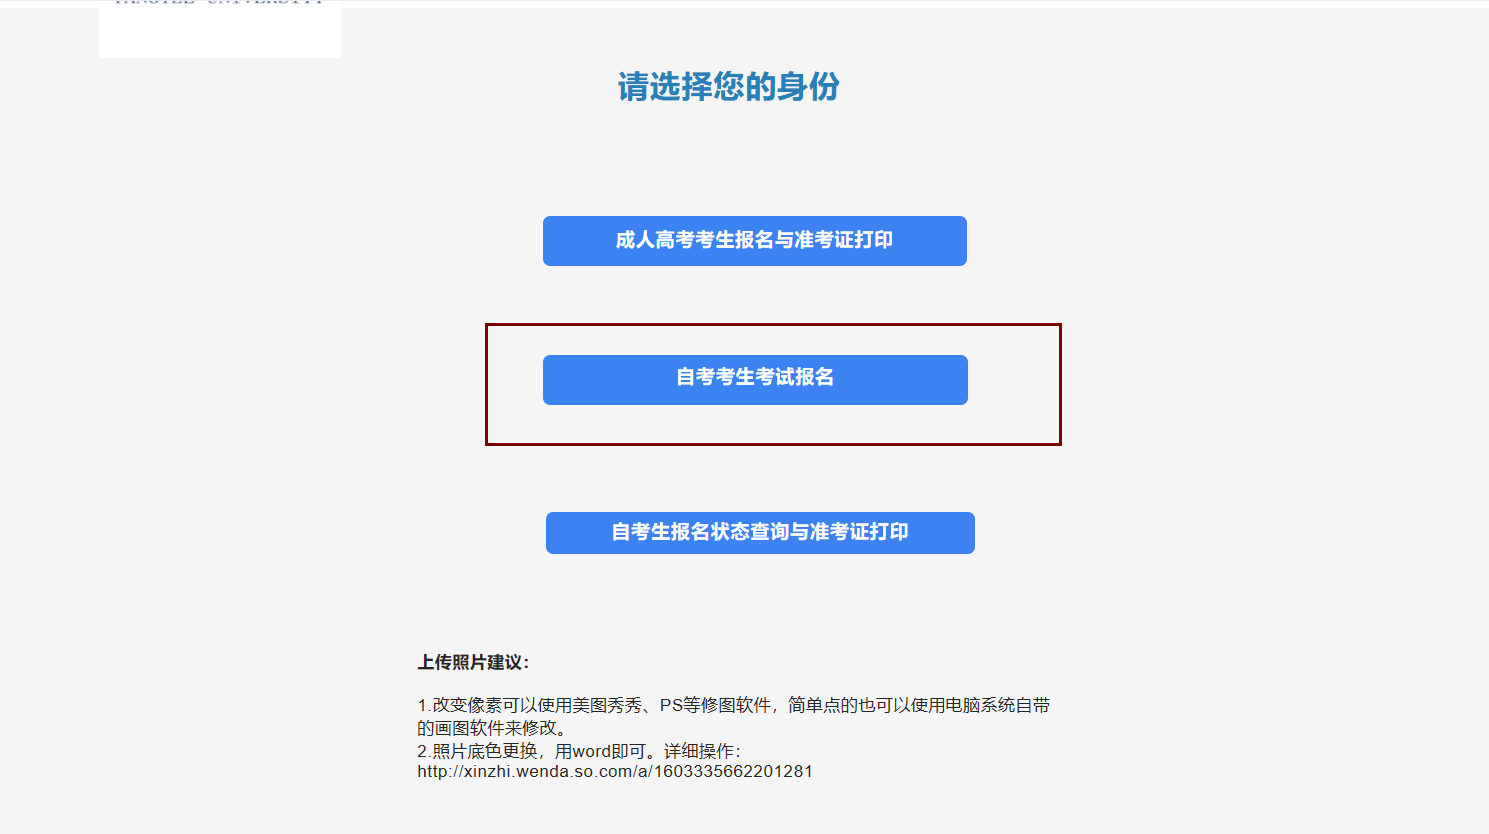 请选择您的身份
成人高考考生报名与准考证打印
自考考生考试报名
自考生报名状态查询与准考证打印
上传照片建议：
1.改变像素可以使用美图秀秀、PS等修图软件，简单点的也可以使用电脑系统自带
的画图软件来修改。
2.照片底色更换，用word即可。详细操作：
http://xinzhi.wenda.so.com/a/1603335662201281